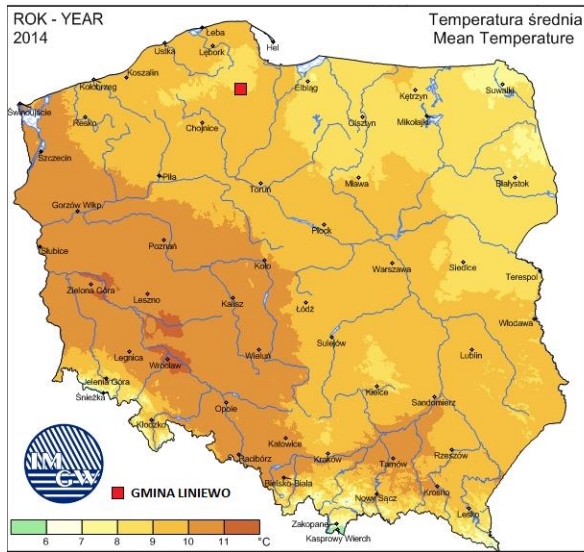 ROK - YEAR
2014
Temperatura średnia
Mean Temperature
Łeba
Hel
Ustka
Lębork
Koszalin
Kołobrzeg
Elbląg
Kętrzyn
Suwałki
Świnoujście
Resko
Chojnice
Olsztyn
Mikołajki
Szczecin
Piła
Toruń
Mława
Białystok
Gorzów Wlkp.
Płock
Słubice
Poznań
Koło
Warszawa
Siedlce
Terespol
Zielona Góra
Leszno
Kalisz
Łódź
Włodawa
Sulejów
Legnica
Wrocław
Wieluń
Lublin
Jelenia Góra
Śnieżka
Kielce
Sandomierz
Kłodzko
Opole
Katowice
Racibórz
Kraków
Tarnów
Rzeszów
Bielsko-Biała
Nowy Sącz
Krosno
Lesko
Zakopane
Kasprowy Wierch
IMGW
GMINA LINIEWO
6 7 8 9 10 11 °C